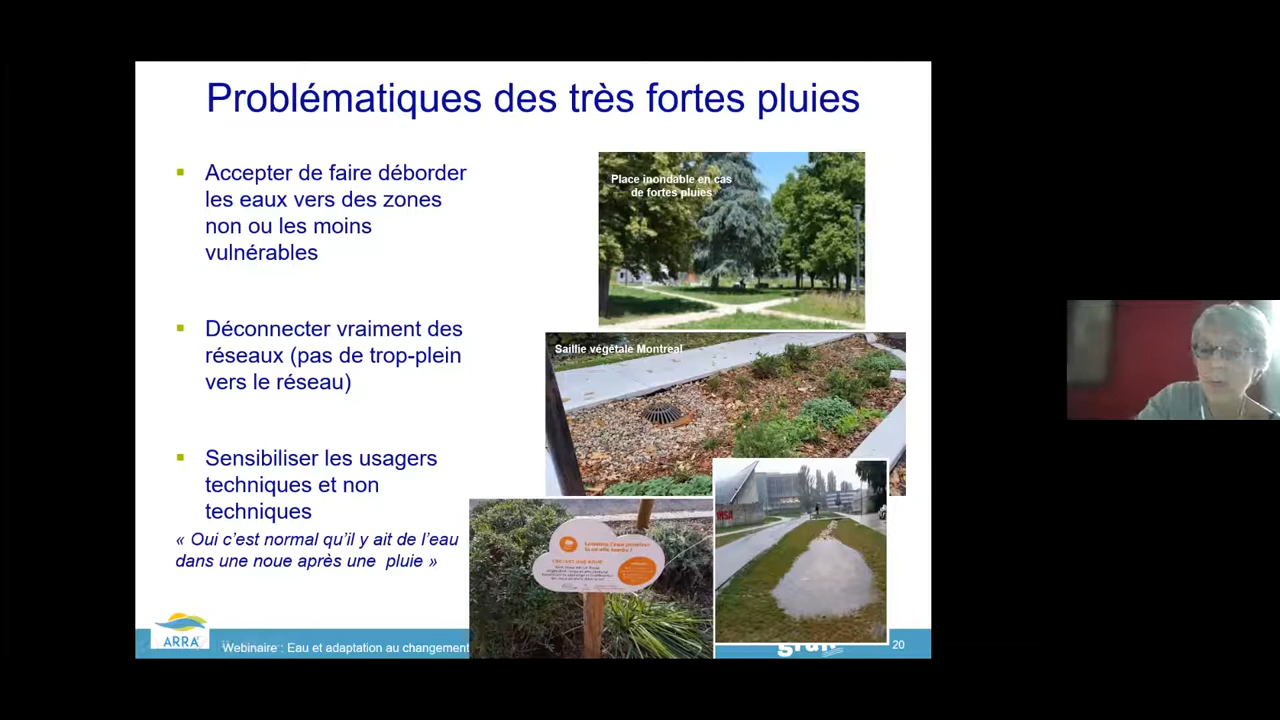 Problématiques des très fortes pluies
Accepter de faire déborder
les eaux vers des zones
non ou les moins
vulnérables
Déconnecter vraiment des
réseaux (pas de trop-plein
vers le réseau)
Sensibiliser les usagers
techniques et non
techniques
« Oui c'est normal qu'il y ait de l'eau
dans une noue après une pluie »
Place inondable en cas
de fortes pluies
Saillie végétale Montreal
INSA
ARRA
Webinaire : Eau et adaptation au changement
graie
20